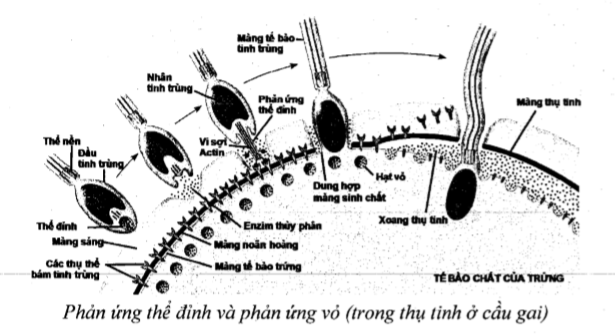 Màng tế bào
tinh trùng
Nhân
tinh trùng
Phản ứng
thể đỉnh
Màng thụ tinh
Thể nền
Đầu
tinh trùng
Vi sợi
Actin
Hạt vỏ
Dung hợp
màng sinh chất
Xoang thụ tinh
Thể đỉnh
Enzim thủy phân
Màng sáng
Màng noãn hoàng
Các thụ thể
bám tinh trùng
Màng tế bào trứng
TẾ BÀO CHẤT CỦA TRỨNG
Phản ứng thể đỉnh và phản ứng vỏ (trong thụ tinh ở cầu gai)